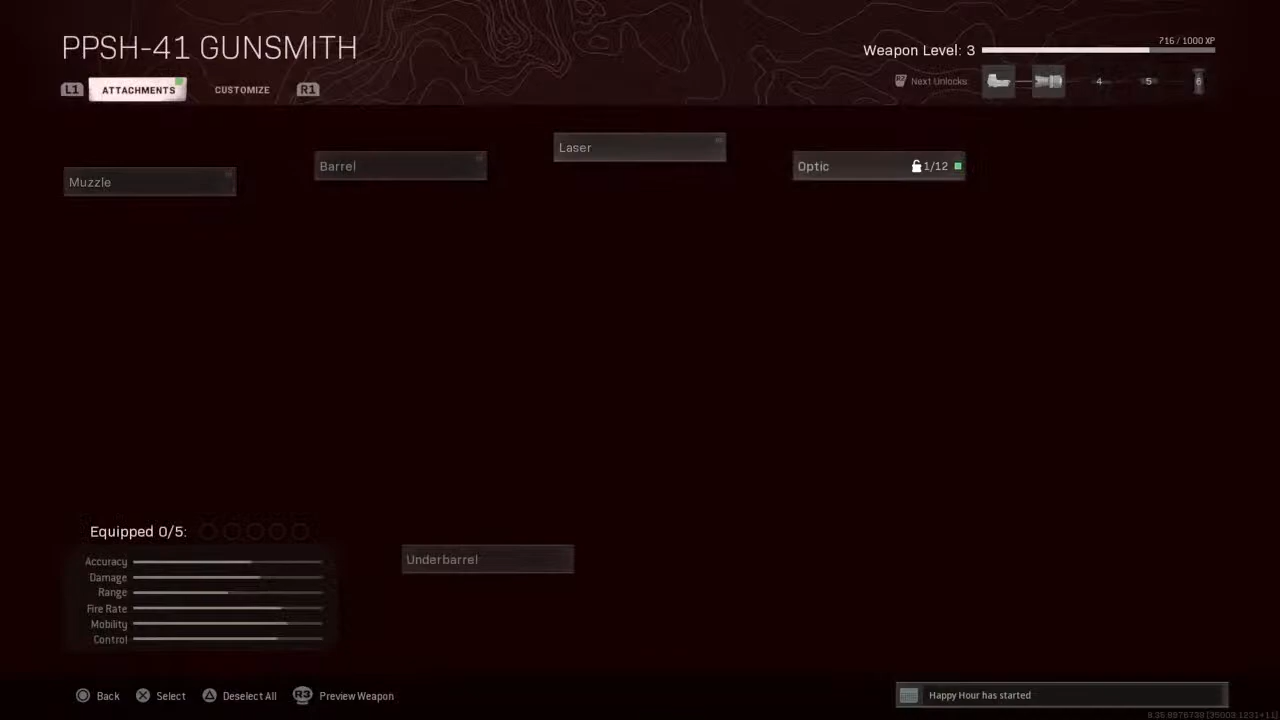 PPSH-41 GUNSMITH
716 / 1000 XP
Weapon Level: 3
L1 ATTACHMENTS CUSTOMIZE R1
Next Unlocks: 4 5 6
Laser
Barrel
Optic 1/12
Muzzle
Equipped 0/5:
Accuracy
Damage
Range
Fire Rate
Mobility
Control
Underbarrel
Back Select Deselect All R3 Preview Weapon
Happy Hour has started